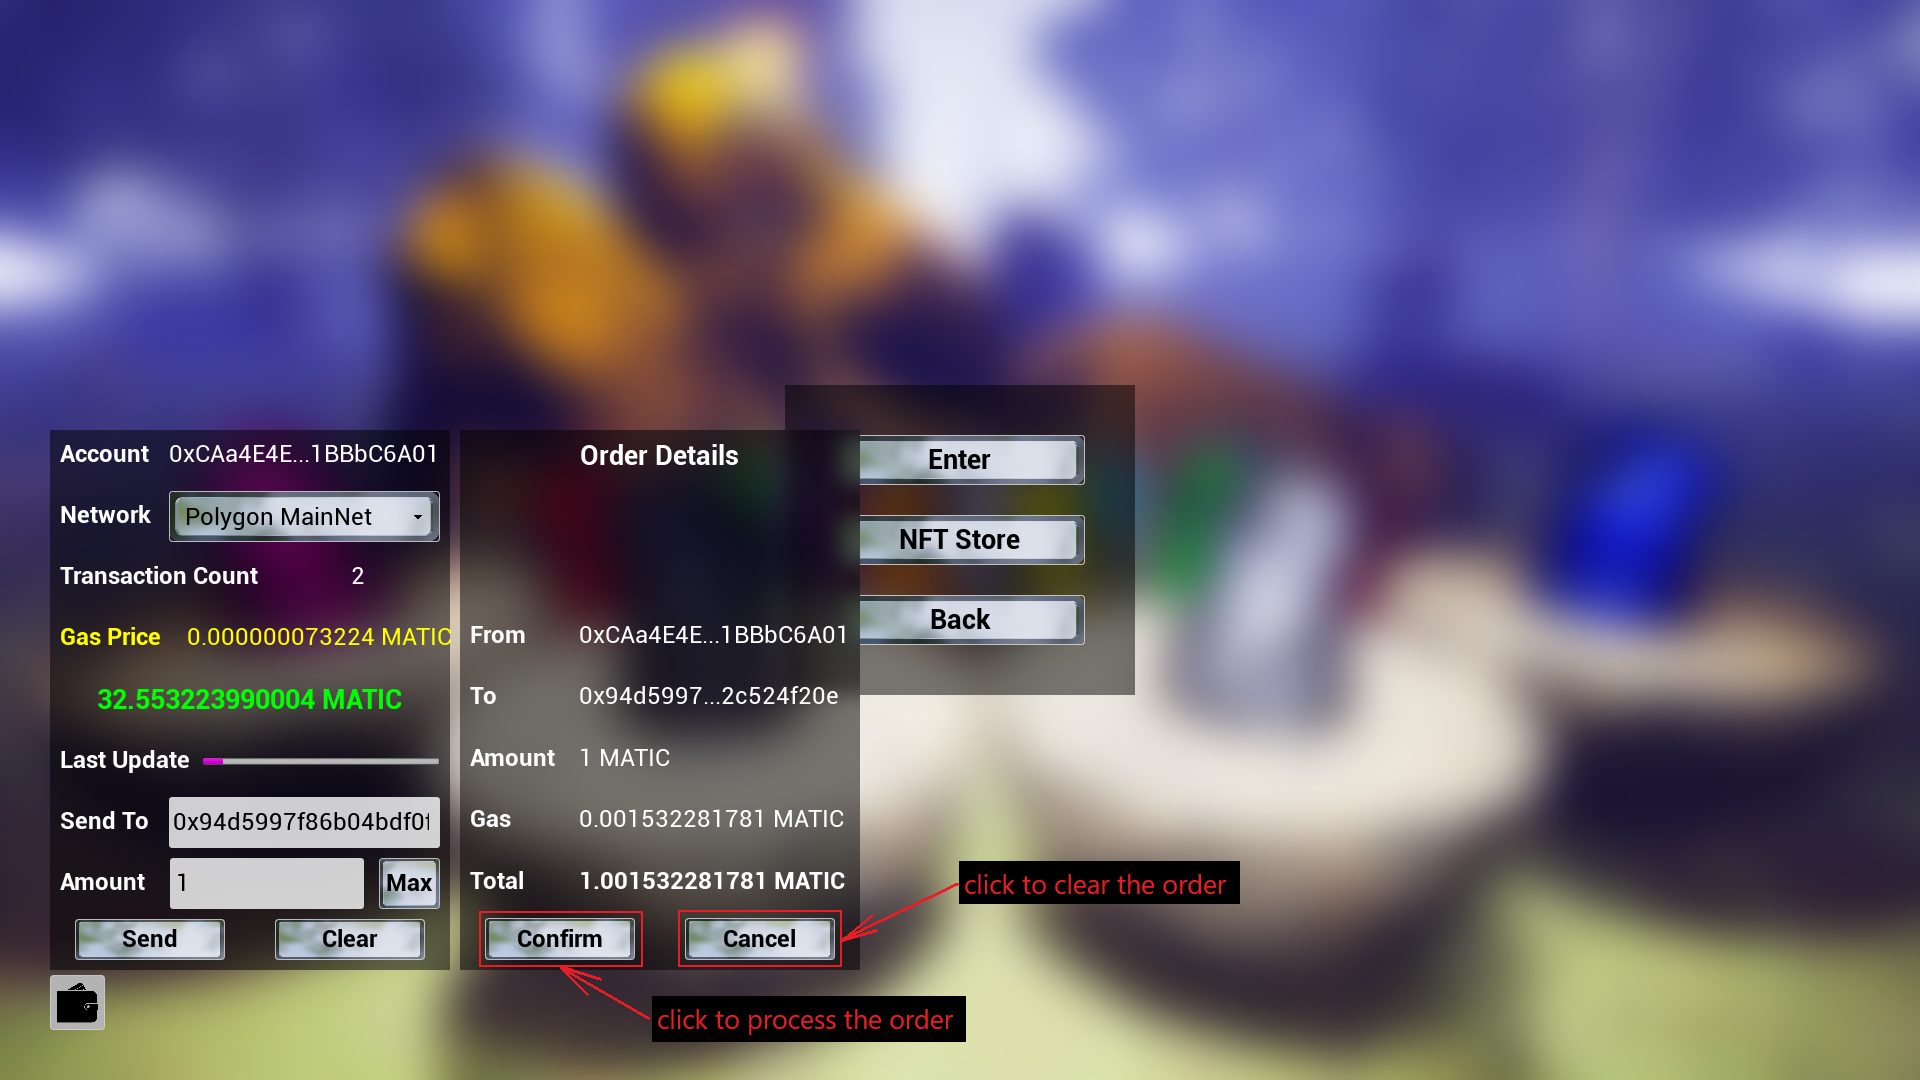 Account 0xCAa4E4E...1BBbC6A01
Network Polygon MainNet
Transaction Count 2
Gas Price 0.000000073224 MATIC
32.553223990004 MATIC
Last Update
Send To 0x94d5997f86b04bdf0f
Amount 1 Max
Send Clear
Order Details
From 0xCAa4E4E...1BBbC6A01
To 0x94d5997...2c524f20e
Amount 1 MATIC
Gas 0.001532281781 MATIC
Total 1.001532281781 MATIC
Confirm Cancel
Enter
NFT Store
Back
click to clear the order
click to process the order